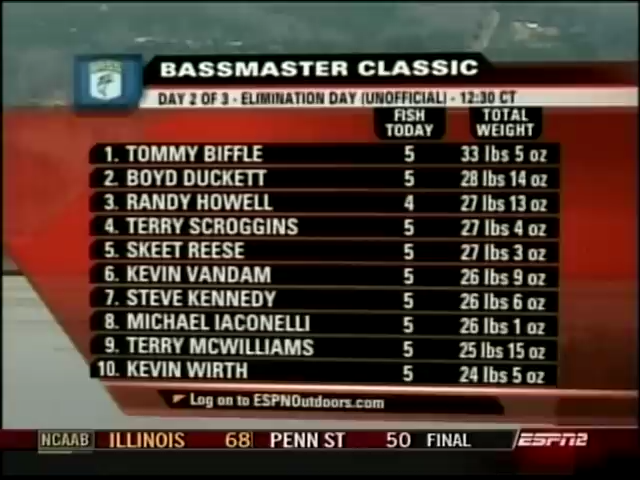 BASSMASTER CLASSIC
DAY 2 OF 3 - ELIMINATION DAY (UNOFFICIAL) - 12:30 CT
FISH TODAY TOTAL WEIGHT
1. TOMMY BIFFLE 5 33 lbs 5 oz
2. BOYD DUCKETT 5 28 lbs 14 oz
3. RANDY HOWELL 4 27 lbs 13 oz
4. TERRY SCROGGINS 5 27 lbs 4 oz
5. SKEET REESE 5 27 lbs 3 oz
6. KEVIN VANDAM 5 26 lbs 9 oz
7. STEVE KENNEDY 5 26 lbs 6 oz
8. MICHAEL IACONELLI 5 26 lbs 1 oz
9. TERRY MCWILLIAMS 5 25 lbs 15 oz
10. KEVIN WIRTH 5 24 lbs 5 oz
Log on to ESPNOutdoors.com
NCAAB ILLINOIS 68 PENN ST 50 FINAL ESPN2